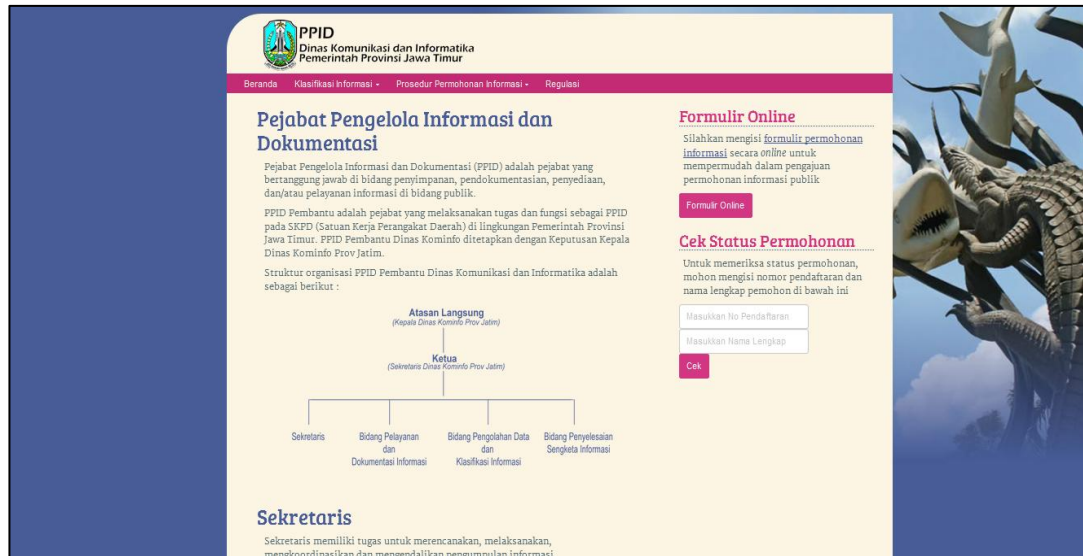 PPID
Dinas Komunikasi dan Informatika
Pemerintah Provinsi Jawa Timur
Beranda Klasifikasi Informasi Prosedur Permohonan Informasi Regulasi
Pejabat Pengelola Informasi dan
Dokumentasi
Pejabat Pengelola Informasi dan Dokumentasi (PPID) adalah pejabat yang
bertanggung jawab di bidang penyimpanan, pendokumentasian, penyediaan,
dan/atau pelayanan informasi di bidang publik.
PPID Pembantu adalah pejabat yang melaksanakan tugas dan fungsi sebagai PPID
pada SKPD (Satuan Kerja Perangakat Daerah) di lingkungan Pemerintah Provinsi
Jawa Timur. PPID Pembantu Dinas Kominfo ditetapkan dengan Keputusan Kepala
Dinas Kominfo Prov Jatim.
Struktur organisasi PPID Pembantu Dinas Komunikasi dan Informatika adalah
sebagai berikut :
Atasan Langsung
(Kepala Dinas Kominfo Prov Jatim)
Ketua
(Sekretaris Dinas Kominfo Prov Jatim)
Sekretaris
Bidang Pelayanan
dan
Dokumentasi Informasi
Bidang Pengolahan Data
dan
Klasifikasi Informasi
Bidang Penyelesaian
Sengketa Informasi
Sekretaris
Sekretaris memiliki tugas untuk merencanakan, melaksanakan,
mengkoordinasikan dan mengendalikan pengumpulan informasi,
Formulir Online
Silahkan mengisi formulir permohonan
informasi secara online untuk
mempermudah dalam pengajuan
permohonan informasi publik
Formulir Online
Cek Status Permohonan
Untuk memeriksa status permohonan,
mohon mengisi nomor pendaftaran dan
nama lengkap pemohon di bawah ini
Masukkan No Pendaftaran
Masukkan Nama Lengkap
Cek